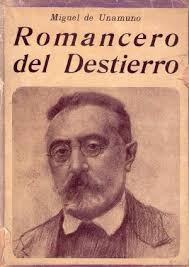 Miguel de Unamuno
Romancero
del Destierro